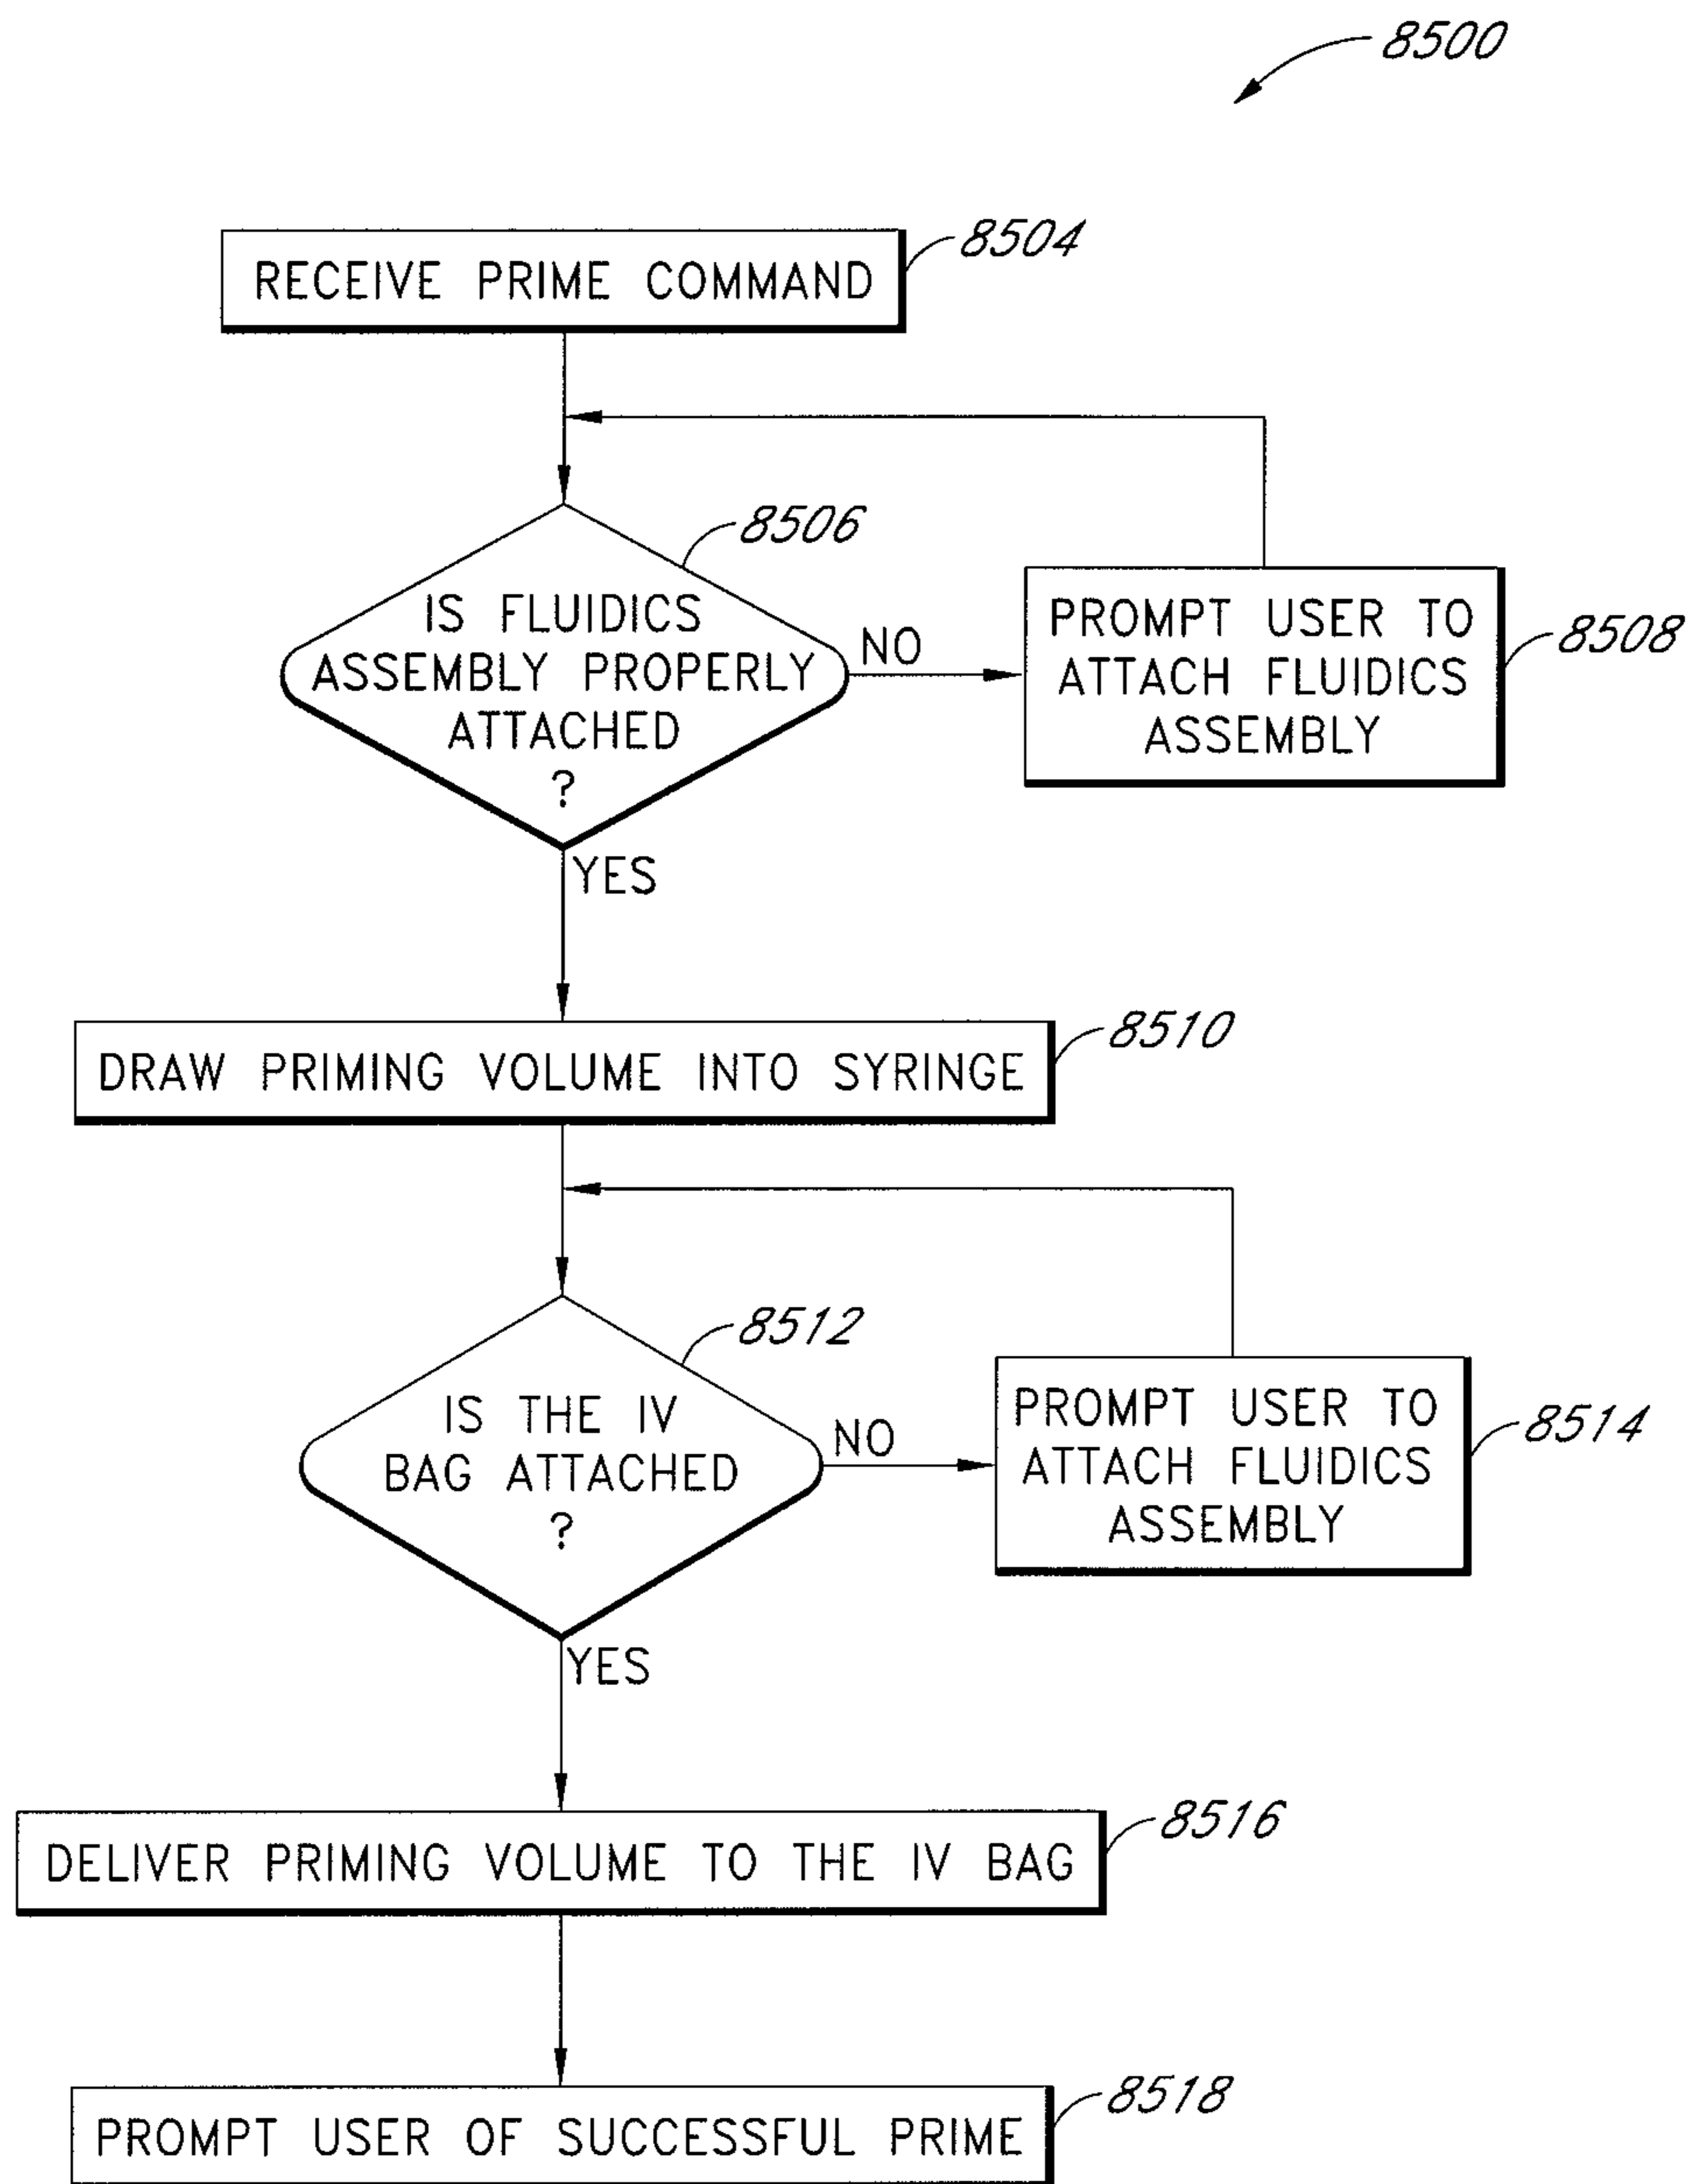 8500
8504
RECEIVE PRIME COMMAND
8506
IS FLUIDICS
ASSEMBLY PROPERLY
ATTACHED
?
NO
PROMPT USER TO
ATTACH FLUIDICS
ASSEMBLY
8508
YES
8510
DRAW PRIMING VOLUME INTO SYRINGE
8512
IS THE IV
BAG ATTACHED
?
NO
PROMPT USER TO
ATTACH FLUIDICS
ASSEMBLY
8514
YES
8516
DELIVER PRIMING VOLUME TO THE IV BAG
8518
PROMPT USER OF SUCCESSFUL PRIME